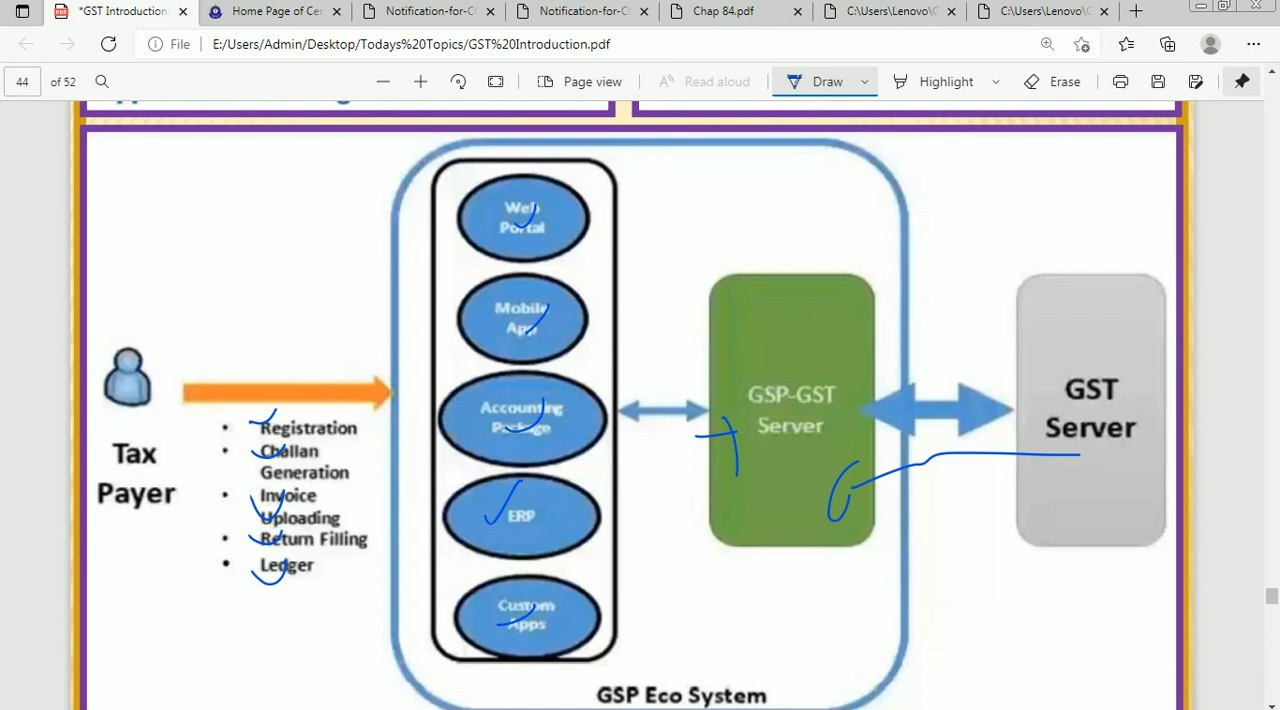 *GST Introduction.
Home Page of Cer
Notification-for-C
Notification-for-C
Chap 84.pdf
C:\Users\Lenovo\
C:\Users\Lenovo\
File
E:/Users/Admin/Desktop/Todays%20Topics/GST%20Introduction.pdf
44
of 52
Page view
Read aloud
Draw
Highlight
Erase
Web
Portal
Mobile
App
Accounting
Package
ERP
Custom
Apps
Tax
Payer
• Registration
• Challan
Generation
• Invoice
Uploading
• Return Filling
• Ledger
GSP-GST
Server
GST
Server
GSP Eco System